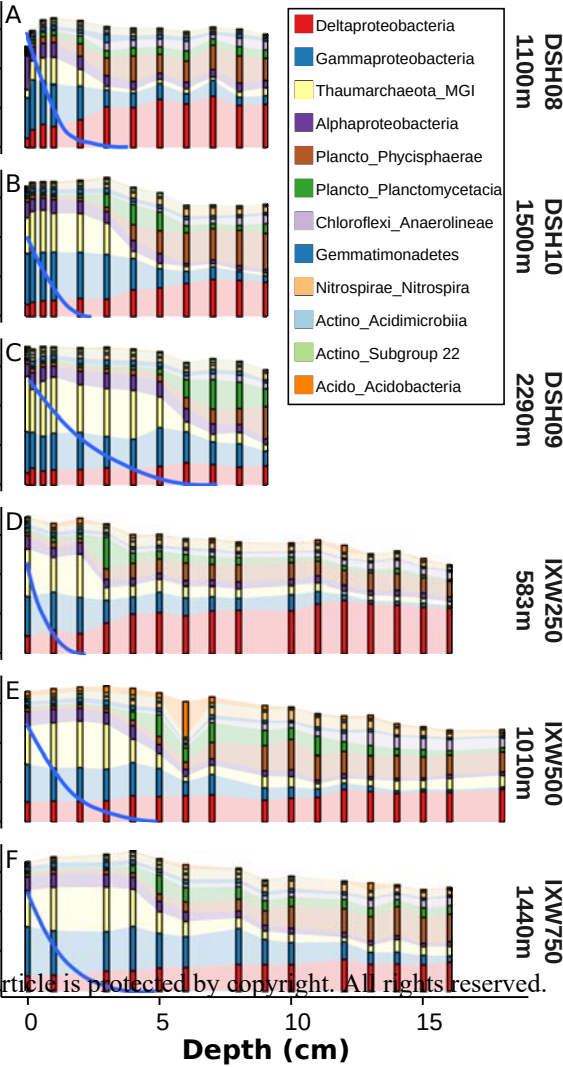 A
DSH08
1100m
Deltaproteobacteria
Gammaproteobacteria
Thaumarchaeota_MGI
Alphaproteobacteria
Plancto_Phycisphaerae
Plancto_Planctomycetacia
Chloroflexi_Anaerolineae
Gemmatimonadetes
Nitrospirae_Nitrospira
Actino_Acidimicrobiia
Actino_Subgroup 22
Acido_Acidobacteria
B
DSH10
1500m
C
DSH09
2290m
D
IXW250
583m
E
IXW500
1010m
F
IXW750
1440m
rticle is protected by copyright. All rights reserved.
0 5 10 15
Depth (cm)